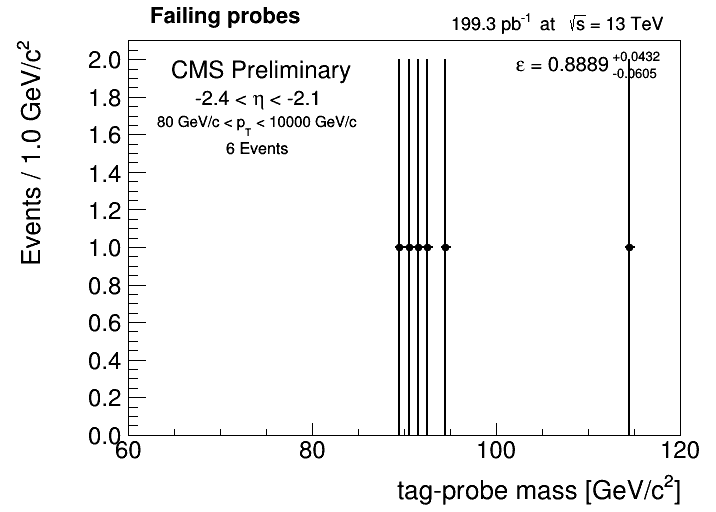 Failing probes
199.3 pb⁻¹ at √s = 13 TeV
CMS Preliminary
ε = 0.8889 +0.0432 -0.0605
-2.4 < η < -2.1
80 GeV/c < p_T < 10000 GeV/c
6 Events
Events / 1.0 GeV/c²
2.0
1.8
1.6
1.4
1.2
1.0
0.8
0.6
0.4
0.2
0.0
60 80 100 120
tag-probe mass [GeV/c²]